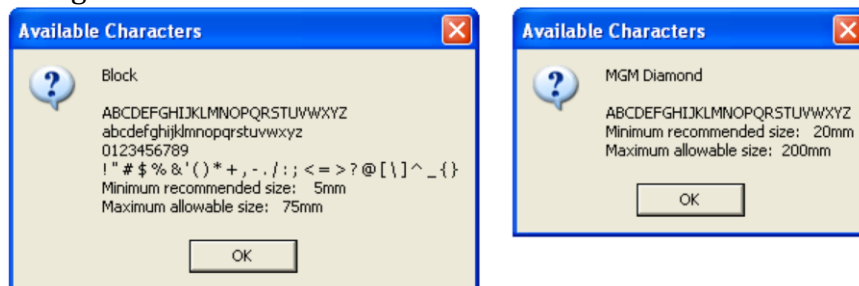 Available Characters
Block
ABCDEFGHIJKLMNOPQRSTUVWXYZ
abcdefghijklmnopqrstuvwxyz
0123456789
! " # $ % & ' ( ) * + , - . / : ; < = > ? @ [ \ ] ^ _ { }
Minimum recommended size: 5mm
Maximum allowable size: 75mm
OK
Available Characters
MGM Diamond
ABCDEFGHIJKLMNOPQRSTUVWXYZ
Minimum recommended size: 20mm
Maximum allowable size: 200mm
OK